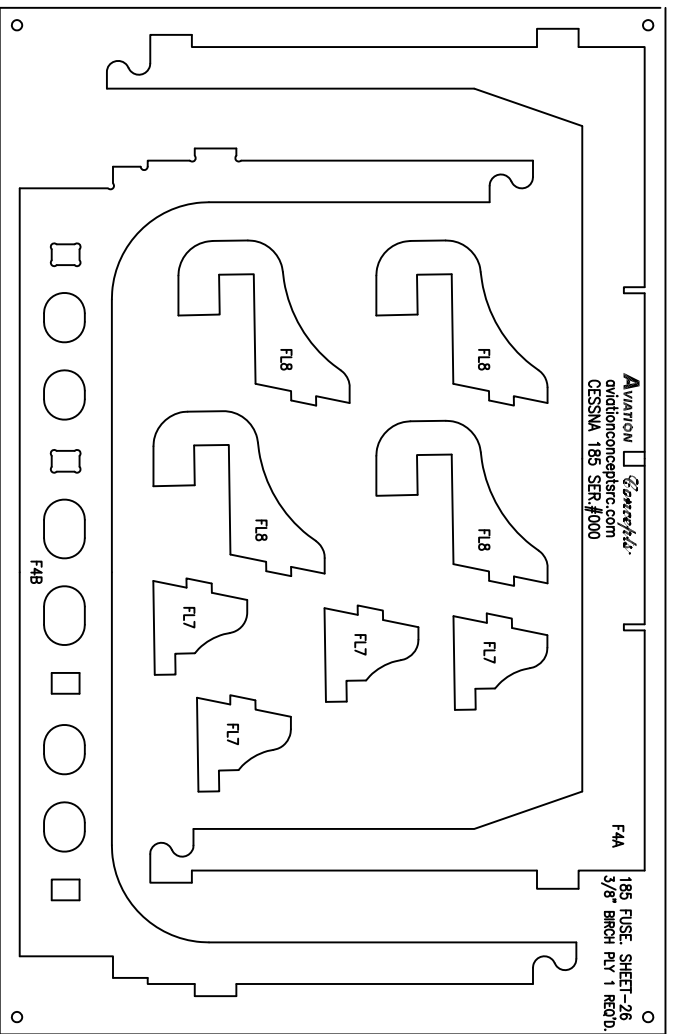 AVIATION Concepts
aviationconceptsrc.com
CESSNA 185 SER.#000
185 FUSE. SHEET-26
3/8" BIRCH PLY 1 REQ'D.
F4A
FL8
FL8
FL8
FL8
FL7
FL7
FL7
FL7
F4B